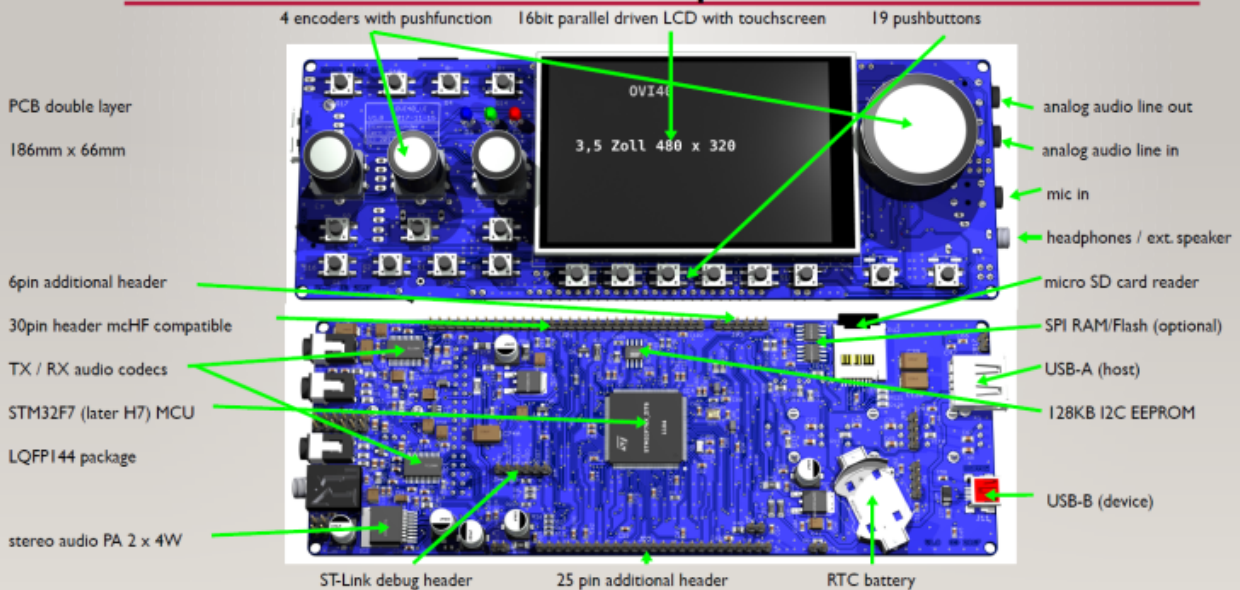 4 encoders with pushfunction
16bit parallel driven LCD with touchscreen
19 pushbuttons
PCB double layer
186mm x 66mm
OVI40
3,5 Zoll 480 x 320
analog audio line out
analog audio line in
mic in
headphones / ext. speaker
6pin additional header
30pin header mcHF compatible
TX / RX audio codecs
STM32F7 (later H7) MCU
LQFP144 package
stereo audio PA 2 x 4W
micro SD card reader
SPI RAM/Flash (optional)
USB-A (host)
128KB I2C EEPROM
USB-B (device)
ST-Link debug header
25 pin additional header
RTC battery